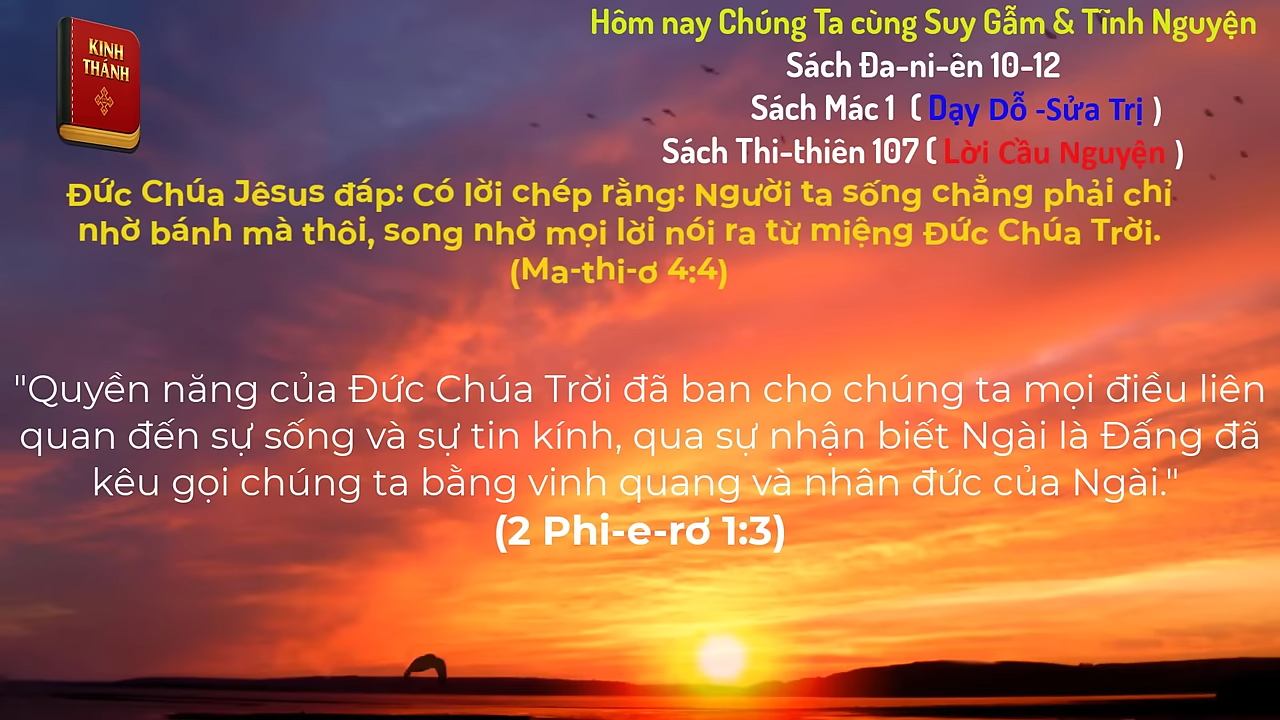 KINH
THÁNH
Hôm nay Chúng Ta cùng Suy Gẫm & Tĩnh Nguyện
Sách Đa-ni-ên 10-12
Sách Mác 1 ( Dạy Dỗ -Sửa Trị )
Sách Thi-thiên 107 ( Lời Cầu Nguyện )
Đức Chúa Jêsus đáp: Có lời chép rằng: Người ta sống chẳng phải chỉ
nhờ bánh mà thôi, song nhờ mọi lời nói ra từ miệng Đức Chúa Trời.
(Ma-thi-ơ 4:4)
"Quyền năng của Đức Chúa Trời đã ban cho chúng ta mọi điều liên
quan đến sự sống và sự tin kính, qua sự nhận biết Ngài là Đấng đã
kêu gọi chúng ta bằng vinh quang và nhân đức của Ngài."
(2 Phi-e-rơ 1:3)